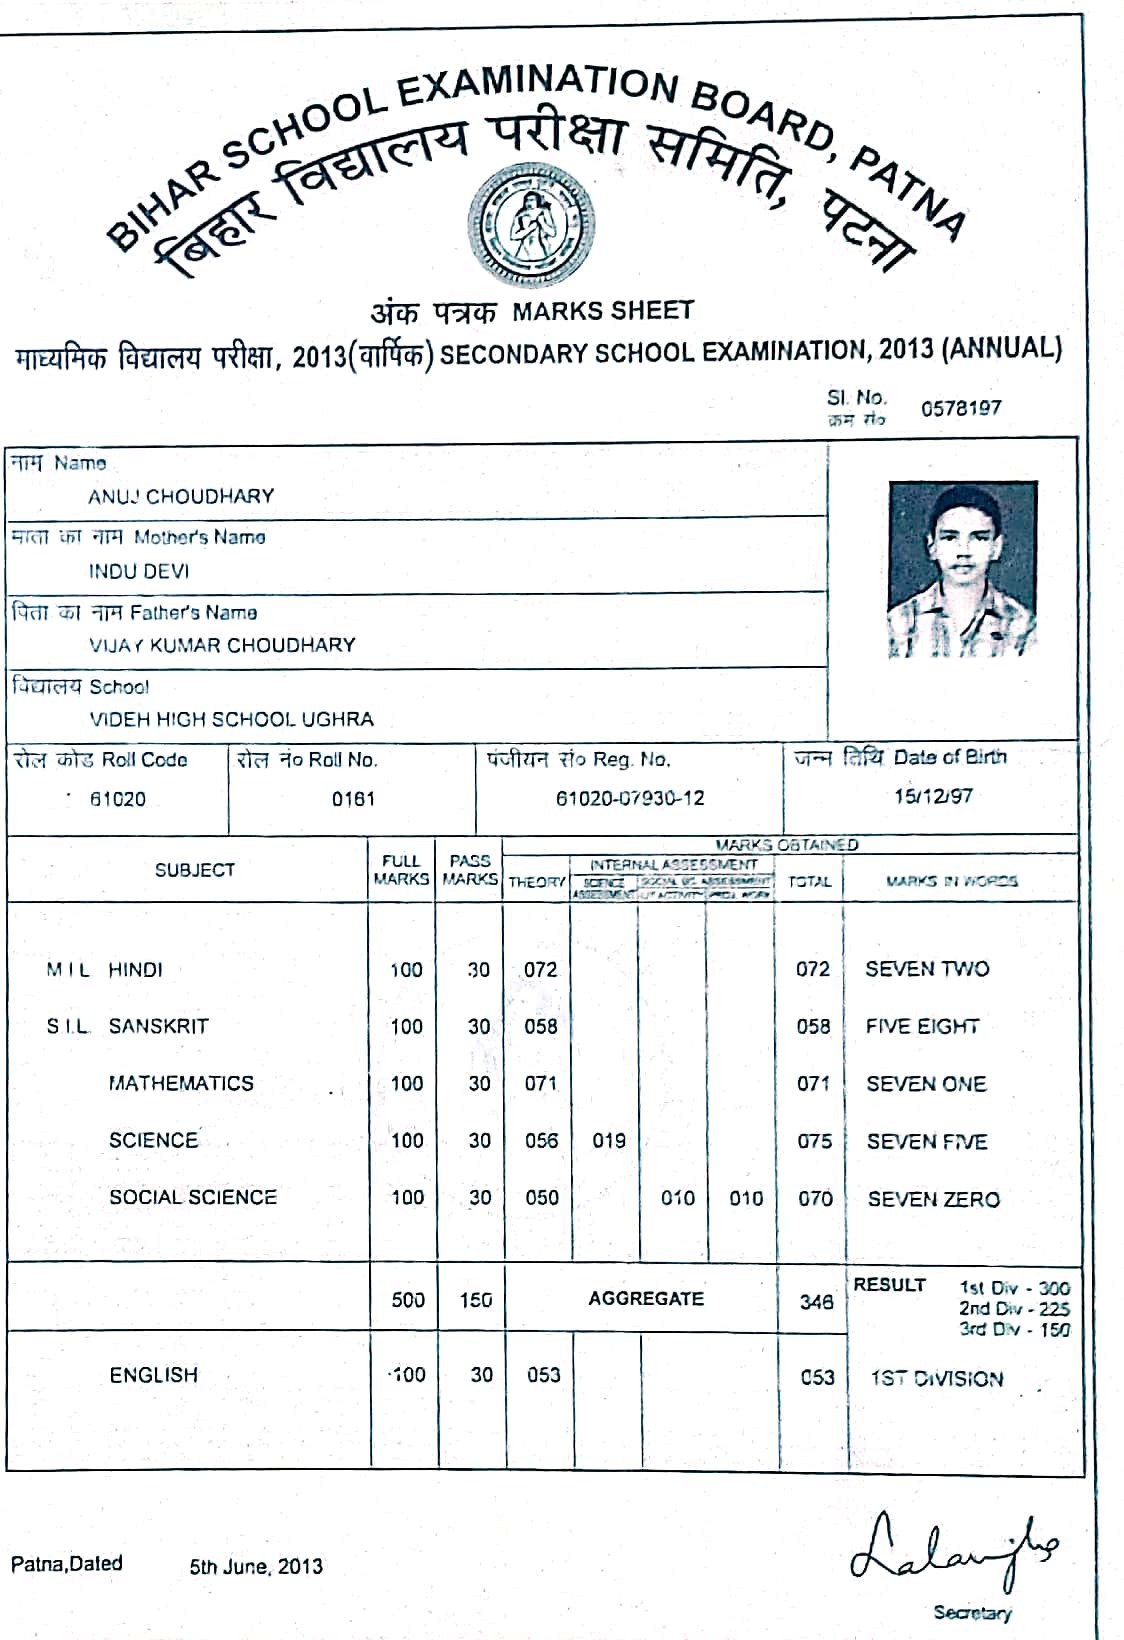 BIHAR SCHOOL EXAMINATION BOARD, PATNA
बिहार विद्यालय परीक्षा समिति, पटना
अंक पत्रक MARKS SHEET
माध्यमिक विद्यालय परीक्षा, 2013(वार्षिक) SECONDARY SCHOOL EXAMINATION, 2013 (ANNUAL)
Sl. No. 0578197
क्रम सं०
नाम Name
ANUJ CHOUDHARY
माता का नाम Mother's Name
INDU DEVI
पिता का नाम Father's Name
VIJAY KUMAR CHOUDHARY
विद्यालय School
VIDEH HIGH SCHOOL UGHRA
रोल कोड Roll Code रोल नं० Roll No. पंजीयन सं० Reg. No. जन्म तिथि Date of Birth
61020 0161 61020-07930-12 15/12/97
MARKS OBTAINED
SUBJECT FULL MARKS PASS MARKS THEORY INTERNAL ASSESSMENT TOTAL MARKS IN WORDS
SCIENCE ASSESSMENT SOCIAL SC. ASSESSMENT
LIT ACTIVITY PROJ. WORK
M I L HINDI 100 30 072 072 SEVEN TWO
S I.L. SANSKRIT 100 30 058 058 FIVE EIGHT
MATHEMATICS 100 30 071 071 SEVEN ONE
SCIENCE 100 30 056 019 075 SEVEN FIVE
SOCIAL SCIENCE 100 30 050 010 010 070 SEVEN ZERO
500 150 AGGREGATE 346 RESULT 1st Div - 300
2nd Div - 225
3rd Div - 150
ENGLISH 100 30 053 053 1ST DIVISION
Patna,Dated 5th June, 2013
Secretary